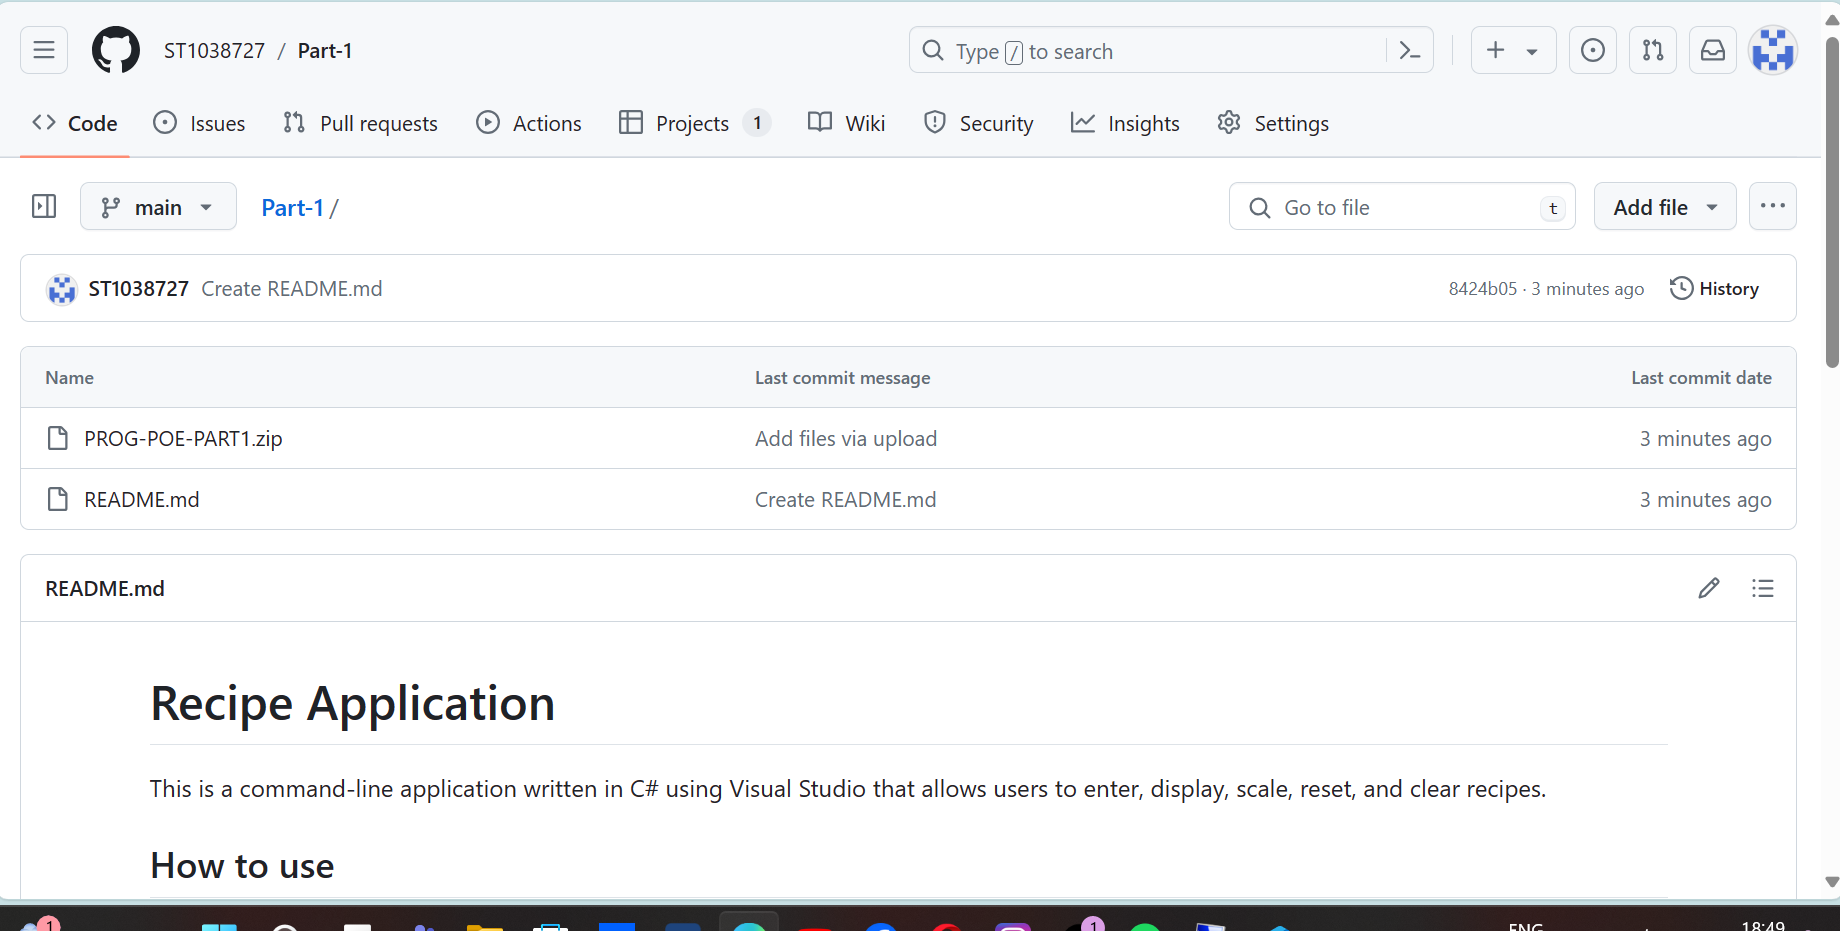 ST1038727 / Part-1
Type / to search
Code
Issues
Pull requests
Actions
Projects 1
Wiki
Security
Insights
Settings
main
Part-1 /
Go to file t
Add file
ST1038727 Create README.md
8424b05 · 3 minutes ago
History
Name Last commit message Last commit date
PROG-POE-PART1.zip Add files via upload 3 minutes ago
README.md Create README.md 3 minutes ago
README.md
Recipe Application
This is a command-line application written in C# using Visual Studio that allows users to enter, display, scale, reset, and clear recipes.
How to use
1
1
ENG
18:49